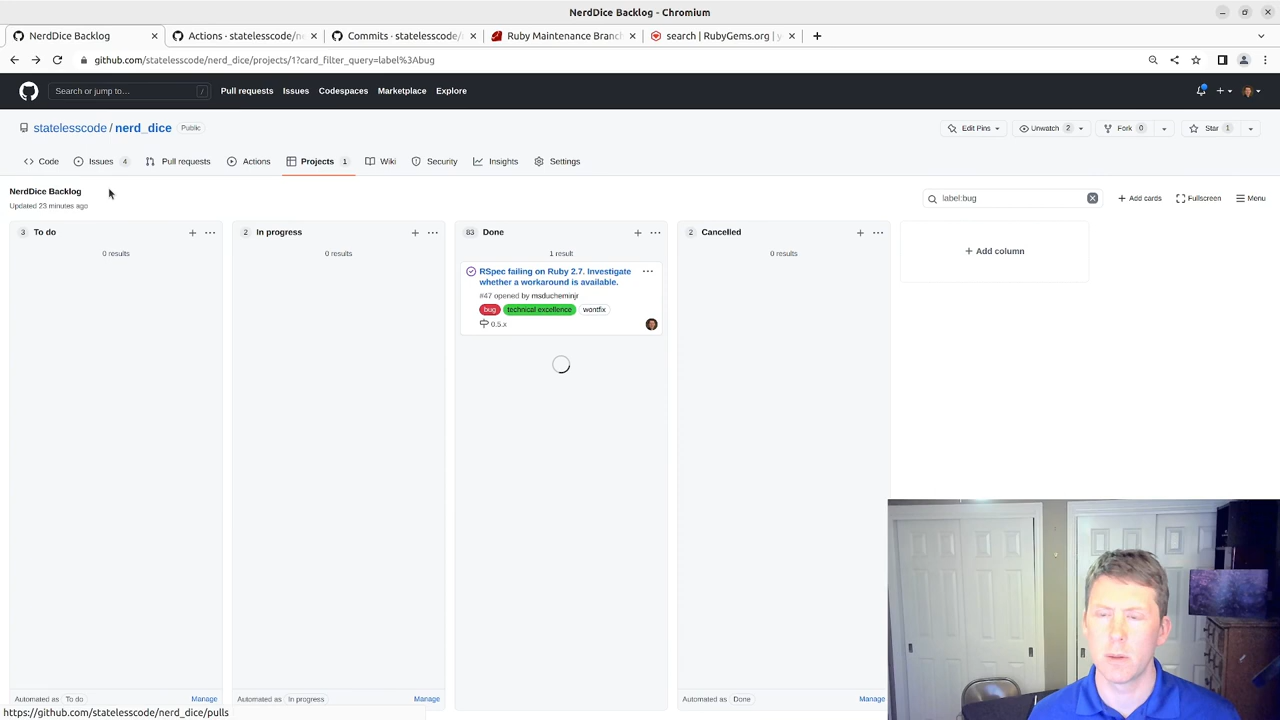 NerdDice Backlog - Chromium
NerdDice Backlog
Actions · statelesscode/ne
Commits · statelesscode/
Ruby Maintenance Branch
search | RubyGems.org | y
github.com/statelesscode/nerd_dice/projects/1?card_filter_query=label%3Abug
Search or jump to…
/
Pull requests
Issues
Codespaces
Marketplace
Explore
statelesscode / nerd_dice
Public
Edit Pins
Unwatch 2
Fork 0
Star 1
Code
Issues 4
Pull requests
Actions
Projects 1
Wiki
Security
Insights
Settings
NerdDice Backlog
Updated 23 minutes ago
label:bug
Add cards
Fullscreen
Menu
3 To do
0 results
2 In progress
0 results
83 Done
1 result
2 Cancelled
0 results
Add column
RSpec failing on Ruby 2.7. Investigate
whether a workaround is available.
#47 opened by msducheminjr
bug technical excellence wontfix
0.5.x
Automated as To do Manage
Automated as In progress Manage
Automated as Done Manage
https://github.com/statelesscode/nerd_dice/pulls